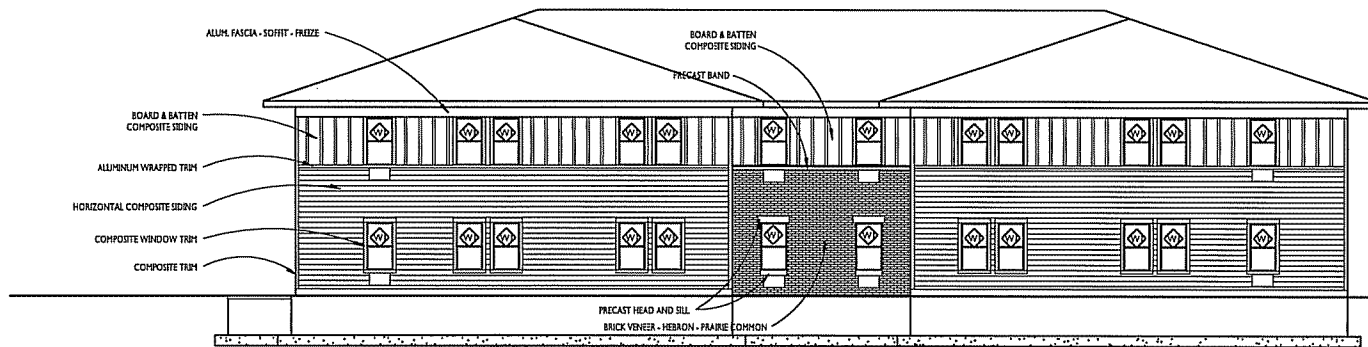 ALUM. FASCIA - SOFFIT - FREIZE
BOARD & BATTEN
COMPOSITE SIDING
PRECAST BAND
BOARD & BATTEN
COMPOSITE SIDING
W W W W W W W W W W W W
ALUMINUM WRAPPED TRIM
HORIZONTAL COMPOSITE SIDING
COMPOSITE WINDOW TRIM
W W W W W W W W W W W W
COMPOSITE TRIM
PRECAST HEAD AND SILL
BRICK VENEER - HEBRON - PRAIRIE COMMON